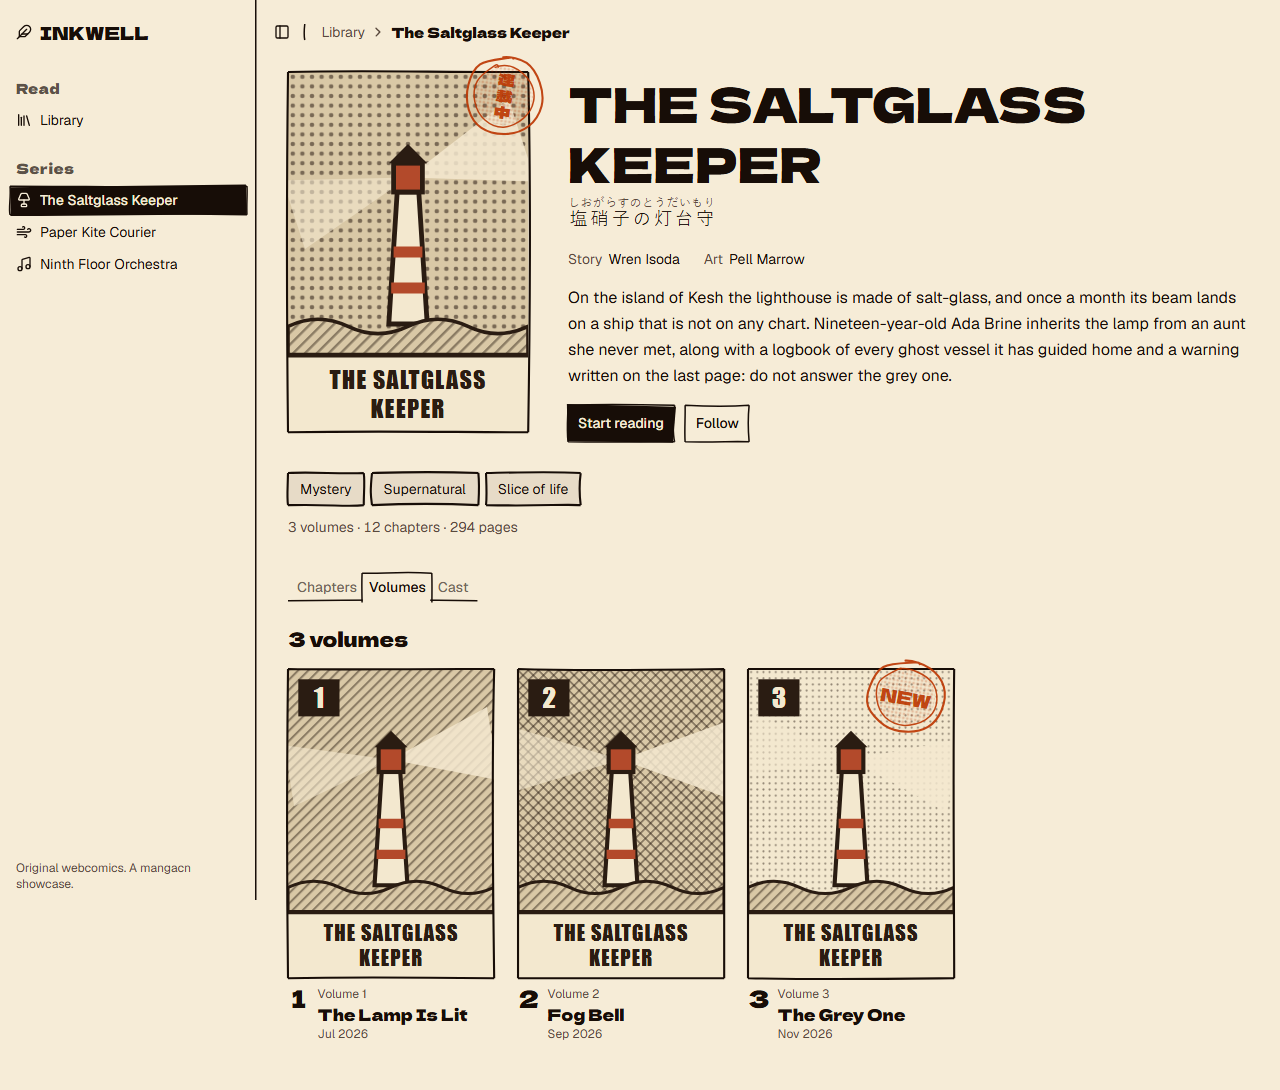 INKWELL
Read
Library
Series
The Saltglass Keeper
Paper Kite Courier
Ninth Floor Orchestra
Original webcomics. A mangacn
showcase.
Library > The Saltglass Keeper
連載中
THE SALTGLASS
KEEPER
THE SALTGLASS
KEEPER
しおがらすのとうだいもり
塩硝子の灯台守
Story Wren Isoda Art Pell Marrow
On the island of Kesh the lighthouse is made of salt-glass, and once a month its beam lands
on a ship that is not on any chart. Nineteen-year-old Ada Brine inherits the lamp from an aunt
she never met, along with a logbook of every ghost vessel it has guided home and a warning
written on the last page: do not answer the grey one.
Start reading Follow
Mystery Supernatural Slice of life
3 volumes · 12 chapters · 294 pages
Chapters Volumes Cast
3 volumes
1
THE SALTGLASS
KEEPER
1 Volume 1
The Lamp Is Lit
Jul 2026
2
THE SALTGLASS
KEEPER
2 Volume 2
Fog Bell
Sep 2026
3
NEW
THE SALTGLASS
KEEPER
3 Volume 3
The Grey One
Nov 2026